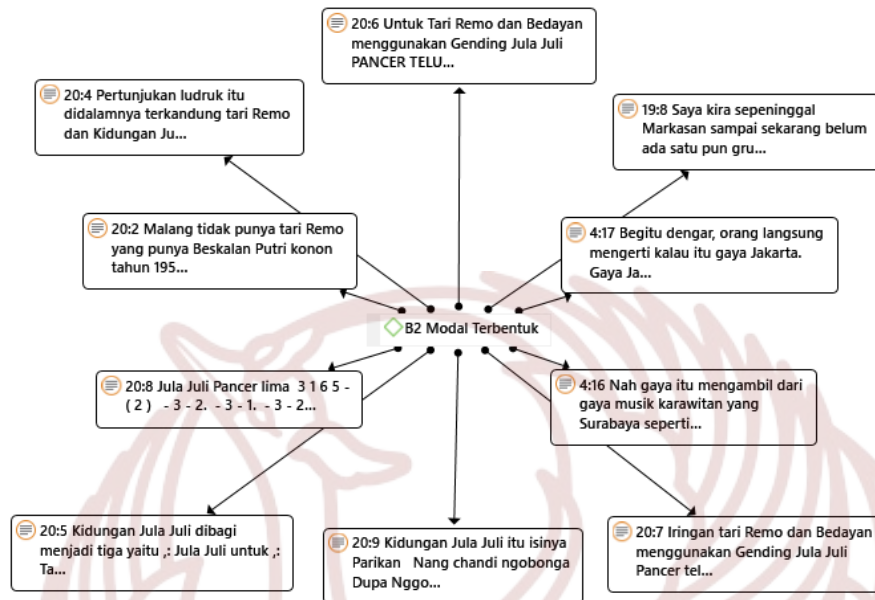 20:6 Untuk Tari Remo dan Bedayan
menggunakan Gending Jula Juli
PANCER TELU...
20:4 Pertunjukan ludruk itu
didalamnya terkandung tari Remo
dan Kidungan Ju...
19:8 Saya kira sepeninggal
Markasan sampai sekarang belum
ada satu pun gru...
20:2 Malang tidak punya tari Remo
yang punya Beskalan Putri konon
tahun 195...
4:17 Begitu dengar, orang langsung
mengerti kalau itu gaya Jakarta.
Gaya Ja...
B2 Modal Terbentuk
20:8 Jula Juli Pancer lima 3 1 6 5 -
( 2 ) - 3 - 2. - 3 - 1. - 3 - 2...
4:16 Nah gaya itu mengambil dari
gaya musik karawitan yang
Surabaya seperti...
20:5 Kidungan Jula Juli dibagi
menjadi tiga yaitu ,: Jula Juli untuk ,:
Ta...
20:9 Kidungan Jula Juli itu isinya
Parikan Nang chandi ngobonga
Dupa Nggo...
20:7 Iringan tari Remo dan Bedayan
menggunakan Gending Jula Juli
Pancer tel...